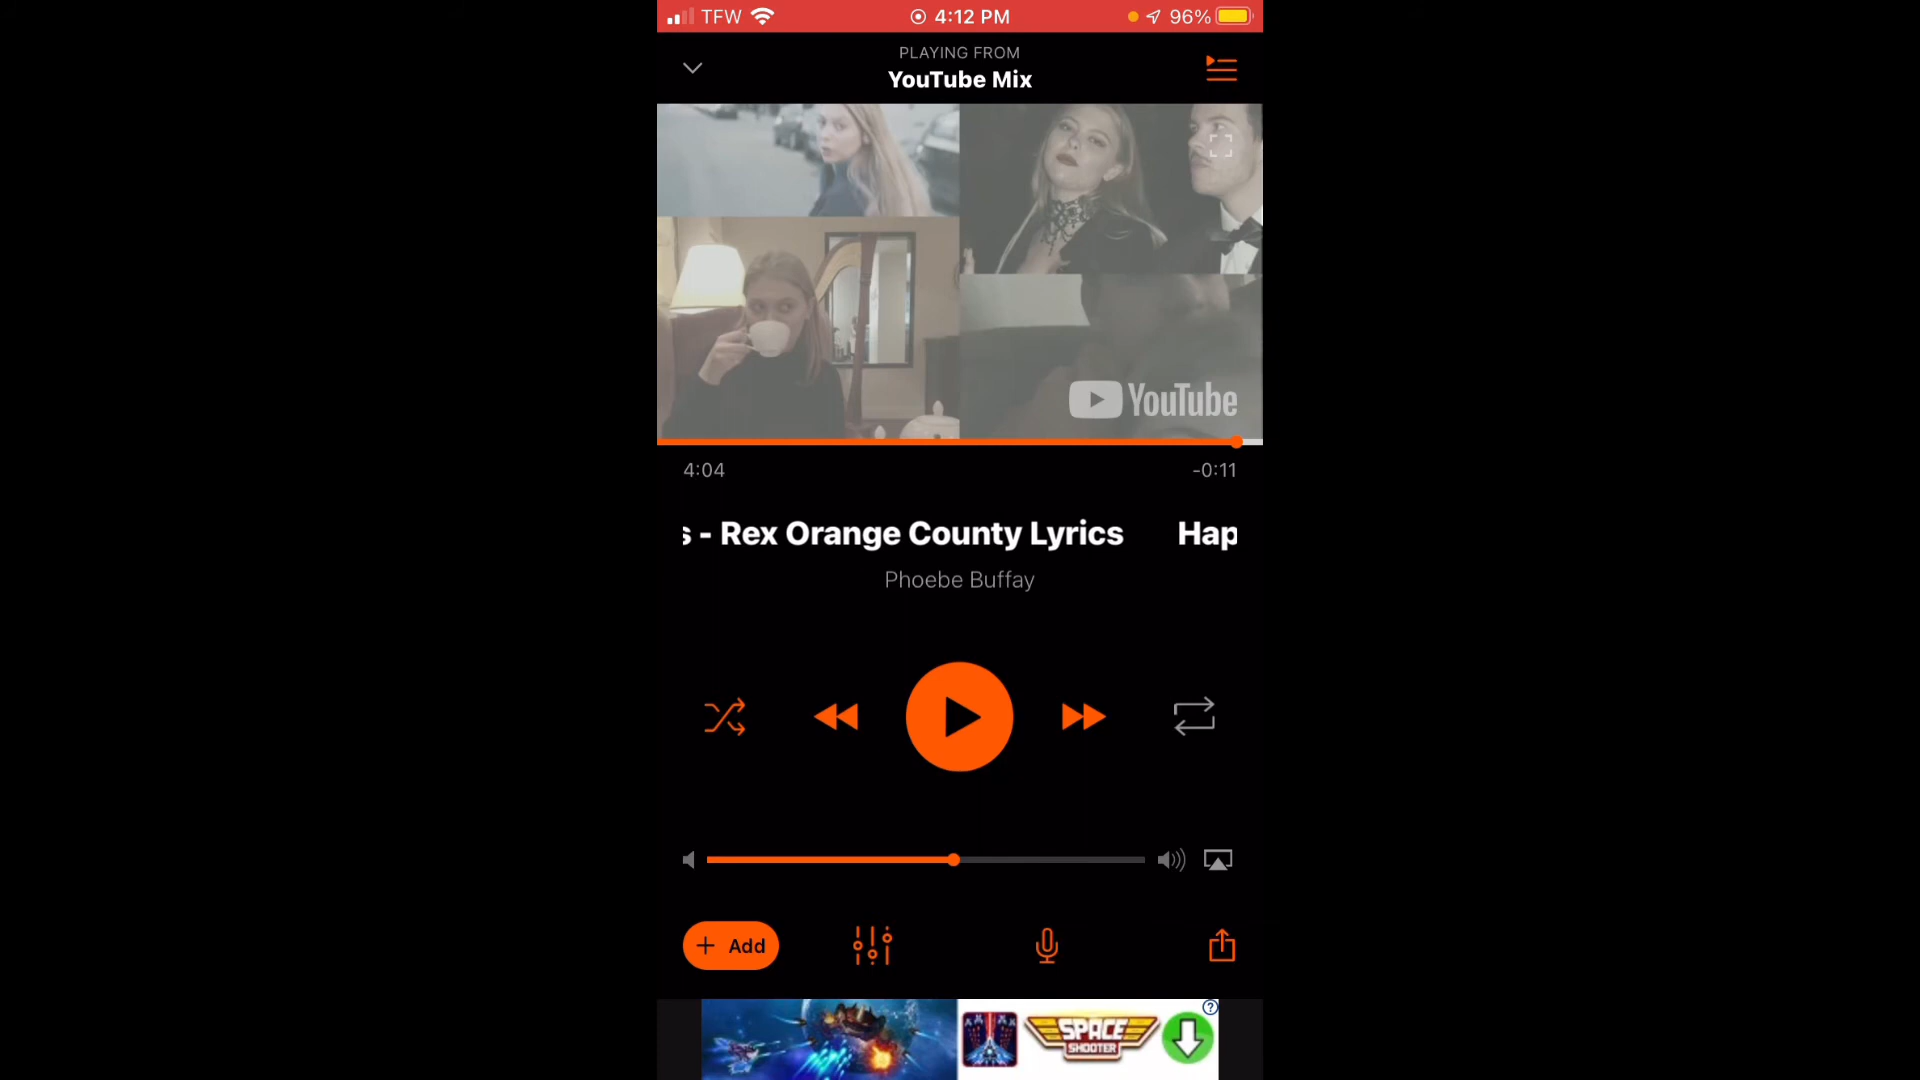 TFW 4:12 PM 96%
PLAYING FROM
YouTube Mix
YouTube
4:04 -0:11
s - Rex Orange County Lyrics Hap
Phoebe Buffay
+ Add
?
SPACE
SHOOTER